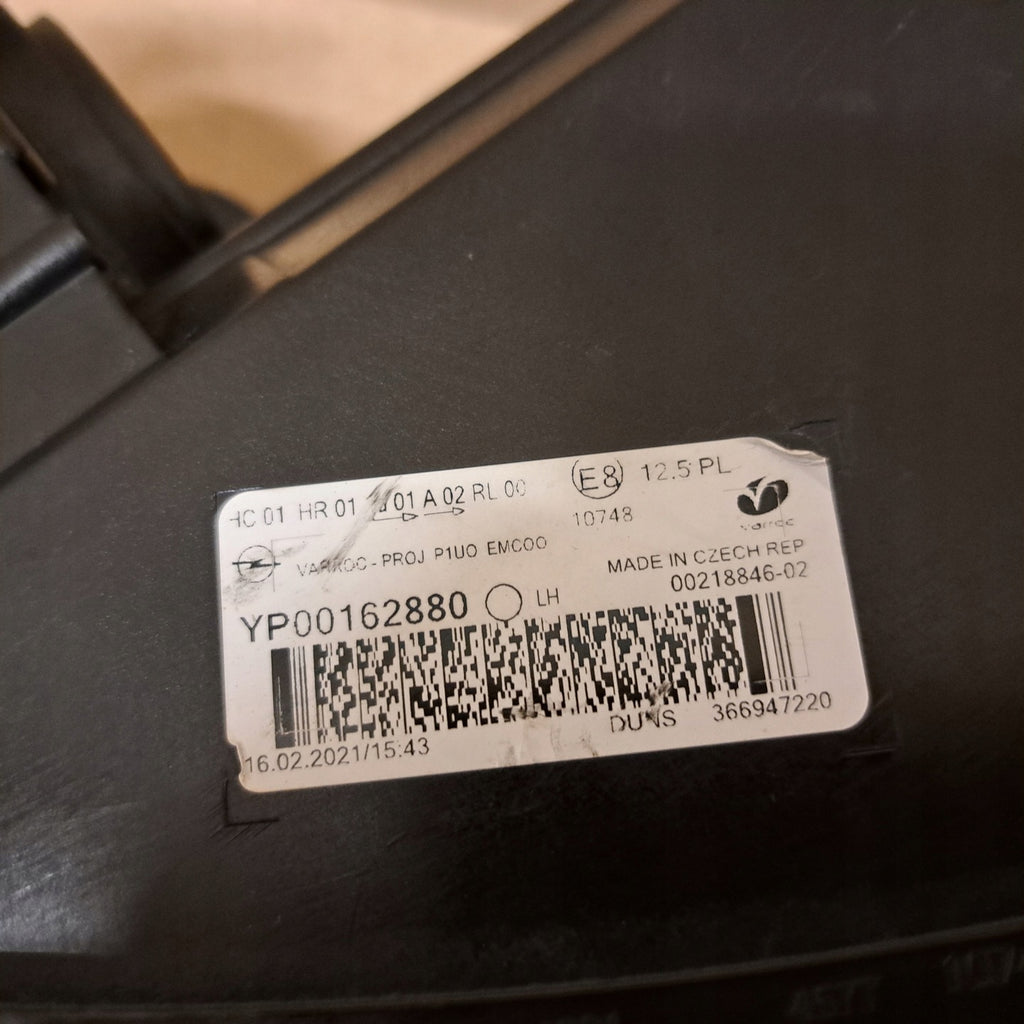 HC 01 HR 01 01 A 02 RL 00
E8
12.5 PL
10748
varroc
VARROC - PROJ P1UO EMCOO
MADE IN CZECH REP
00218846-02
YP00162880
LH
16.02.2021/15:43
DUNS 366947220